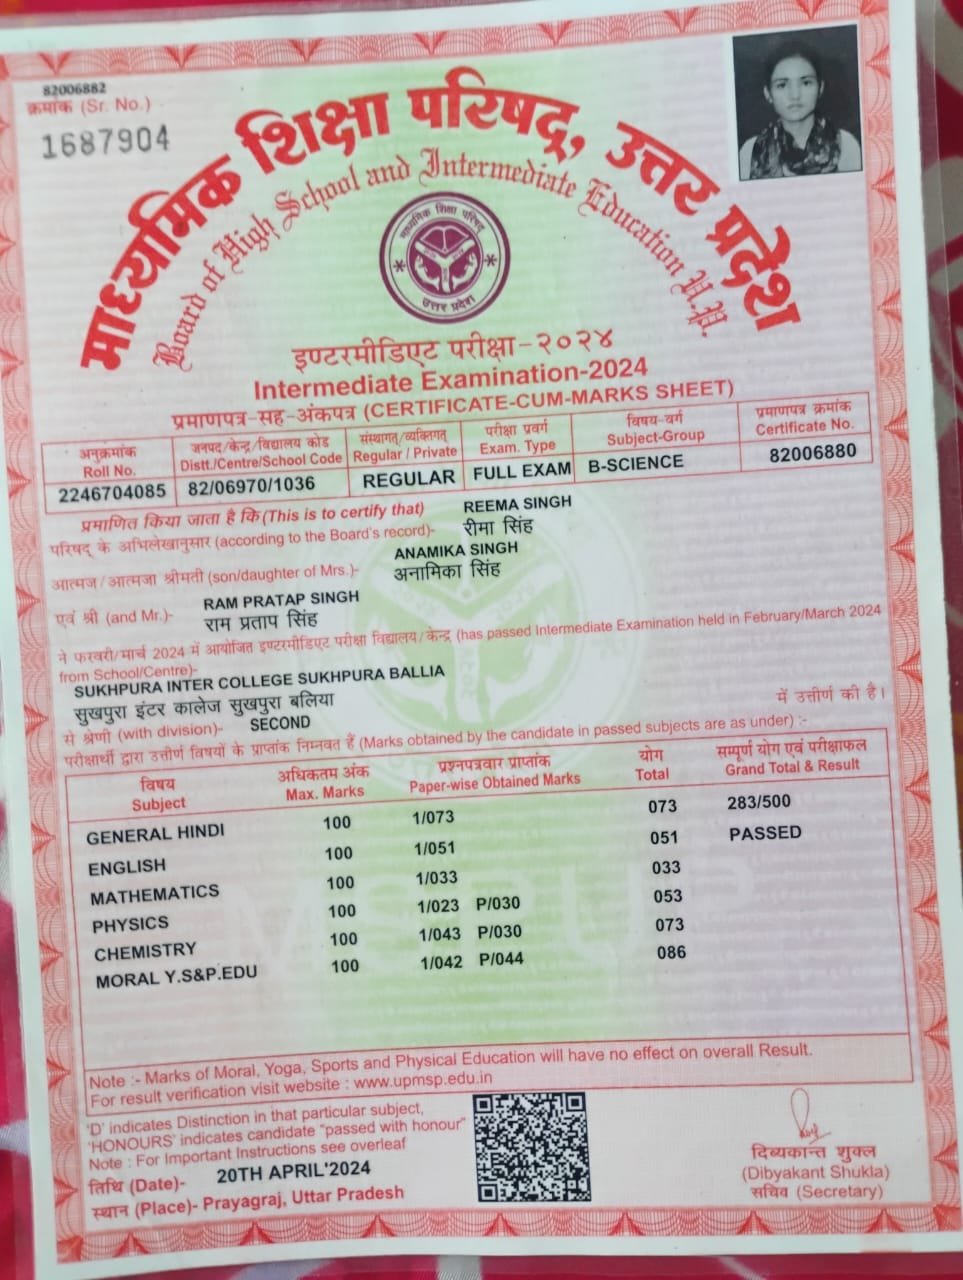 82006882
क्रमांक (Sr. No.)
1687904
माध्यमिक शिक्षा परिषद्, उत्तर प्रदेश
Board of High School and Intermediate Education U.P.
माध्यमिक शिक्षा परिषद्
उत्तर प्रदेश
इण्टरमीडिएट परीक्षा-२०२४
Intermediate Examination-2024
प्रमाणपत्र-सह-अंकपत्र (CERTIFICATE-CUM-MARKS SHEET)
अनुक्रमांक जनपद/केन्द्र/विद्यालय कोड संस्थागत/व्यक्तिगत परीक्षा प्रवर्ग विषय-वर्ग प्रमाणपत्र क्रमांक
Roll No. Distt./Centre/School Code Regular / Private Exam. Type Subject-Group Certificate No.
2246704085 82/06970/1036 REGULAR FULL EXAM B-SCIENCE 82006880
प्रमाणित किया जाता है कि (This is to certify that) REEMA SINGH
परिषद् के अभिलेखानुसार (according to the Board's record)- रीमा सिंह
ANAMIKA SINGH
आत्मज/आत्मजा श्रीमती (son/daughter of Mrs.)- अनामिका सिंह
RAM PRATAP SINGH
एवं श्री (and Mr.)- राम प्रताप सिंह
ने फरवरी/मार्च 2024 में आयोजित इण्टरमीडिएट परीक्षा विद्यालय/केन्द्र (has passed Intermediate Examination held in February/March 2024
from School/Centre)-
SUKHPURA INTER COLLEGE SUKHPURA BALLIA
सुखपुरा इंटर कालेज सुखपुरा बलिया में उत्तीर्ण की है।
से श्रेणी (with division)- SECOND
परीक्षार्थी द्वारा उत्तीर्ण विषयों के प्राप्तांक निम्नवत हैं (Marks obtained by the candidate in passed subjects are as under) :-
विषय अधिकतम अंक प्रश्नपत्रवार प्राप्तांक योग सम्पूर्ण योग एवं परीक्षाफल
Subject Max. Marks Paper-wise Obtained Marks Total Grand Total & Result
GENERAL HINDI 100 1/073 073 283/500
ENGLISH 100 1/051 051 PASSED
MATHEMATICS 100 1/033 033
PHYSICS 100 1/023 P/030 053
CHEMISTRY 100 1/043 P/030 073
MORAL Y.S&P.EDU 100 1/042 P/044 086
Note :- Marks of Moral, Yoga, Sports and Physical Education will have no effect on overall Result.
For result verification visit website : www.upmsp.edu.in
'D' indicates Distinction in that particular subject,
'HONOURS' indicates candidate "passed with honour"
Note : For Important Instructions see overleaf
तिथि (Date)- 20TH APRIL'2024
स्थान (Place)- Prayagraj, Uttar Pradesh
दिव्यकान्त शुक्ल
(Dibyakant Shukla)
सचिव (Secretary)